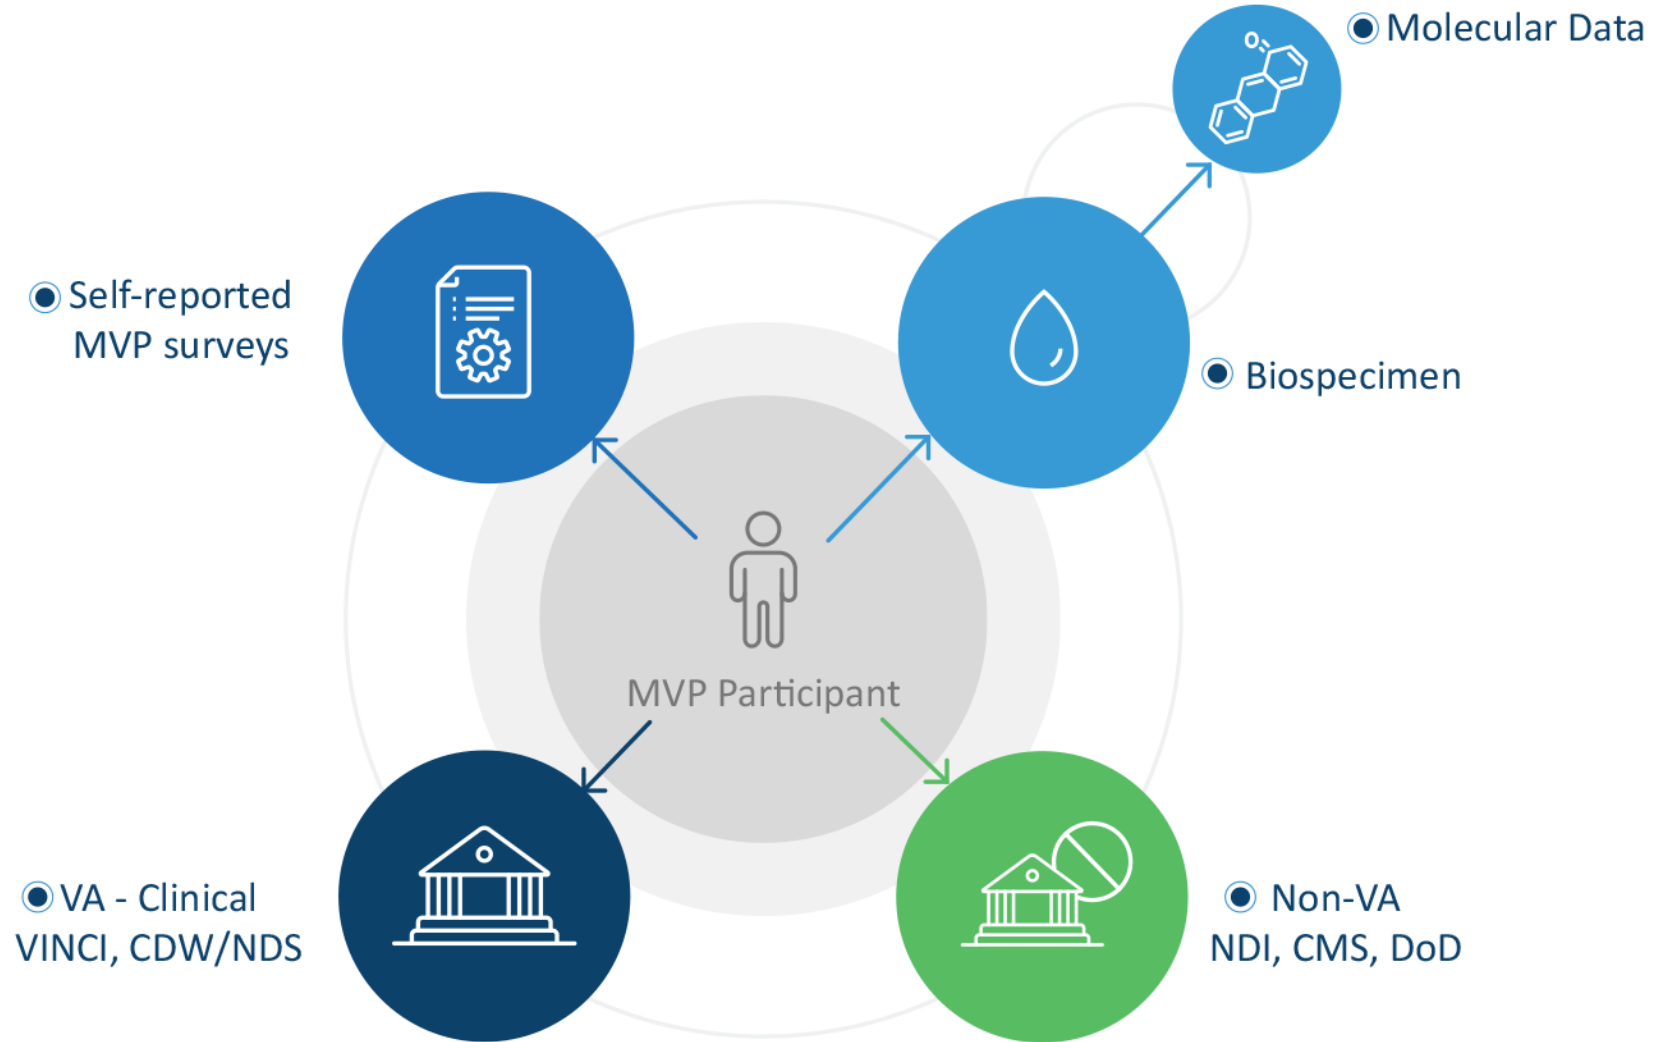 Molecular Data
Self-reported
MVP surveys
Biospecimen
MVP Participant
VA - Clinical
VINCI, CDW/NDS
Non-VA
NDI, CMS, DoD